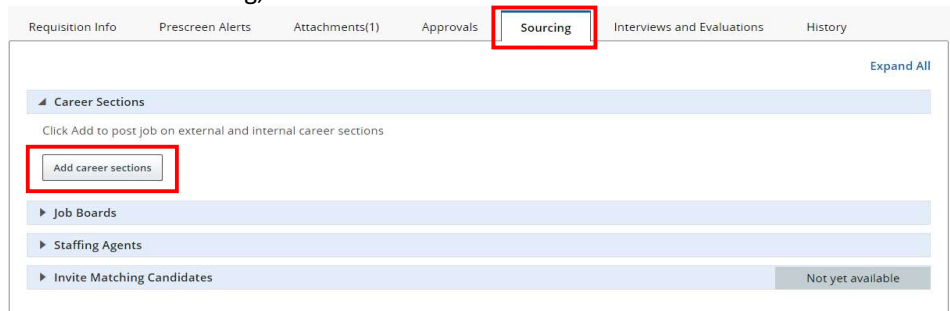 Requisition Info Prescreen Alerts Attachments(1) Approvals Sourcing Interviews and Evaluations History
Expand All
Career Sections
Click Add to post job on external and internal career sections
Add career sections
Job Boards
Staffing Agents
Invite Matching Candidates Not yet available